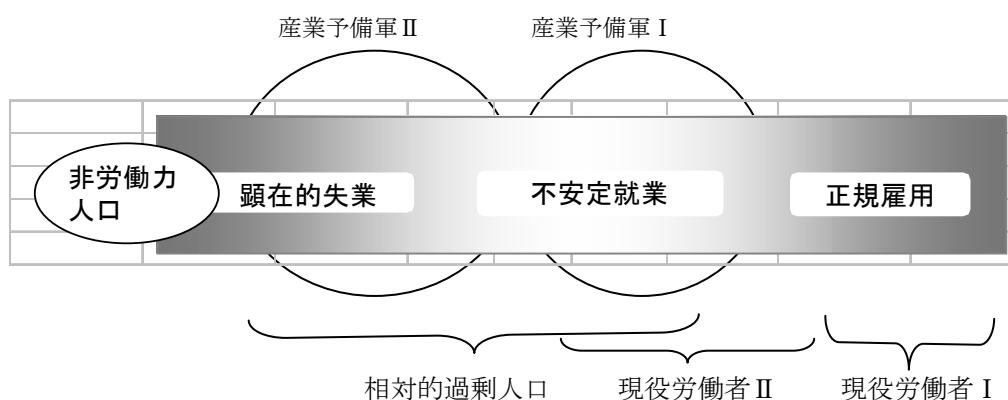 産業予備軍Ⅱ
産業予備軍Ⅰ
非労働力
人口
顕在的失業
不安定就業
正規雇用
相対的過剰人口
現役労働者Ⅱ
現役労働者Ⅰ